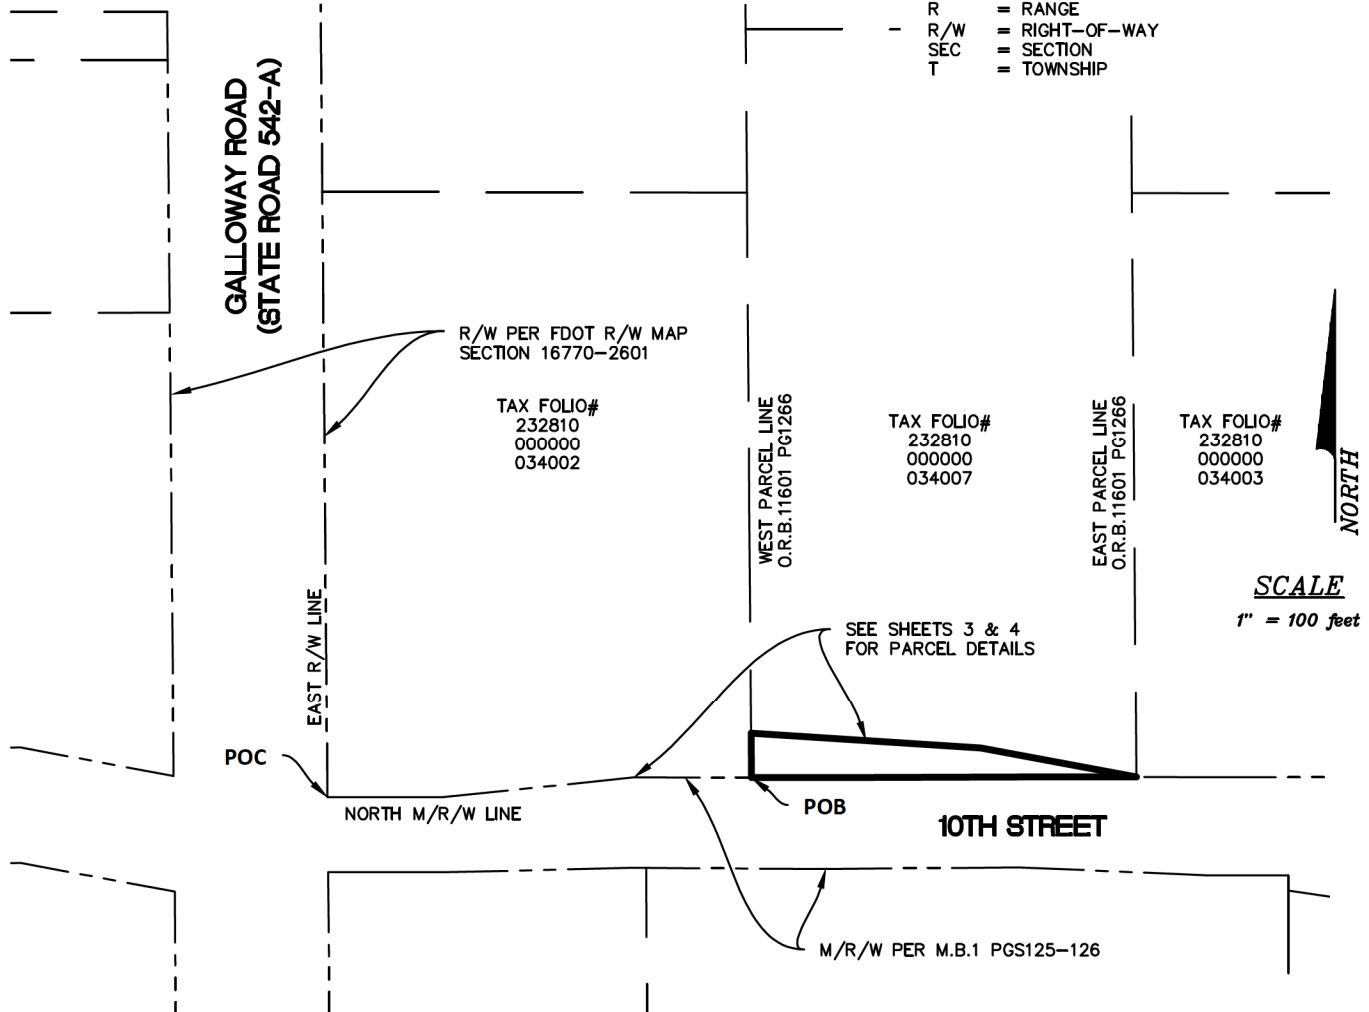 R = RANGE
R/W = RIGHT-OF-WAY
SEC = SECTION
T = TOWNSHIP
GALLOWAY ROAD
(STATE ROAD 542-A)
R/W PER FDOT R/W MAP
SECTION 16770-2601
TAX FOLIO#
232810
000000
034002
WEST PARCEL LINE
O.R.B.11601 PG1266
TAX FOLIO#
232810
000000
034007
EAST PARCEL LINE
O.R.B.11601 PG1266
TAX FOLIO#
232810
000000
034003
NORTH
SCALE
1" = 100 feet
EAST R/W LINE
SEE SHEETS 3 & 4
FOR PARCEL DETAILS
POC
NORTH M/R/W LINE
POB
10TH STREET
M/R/W PER M.B.1 PGS125-126